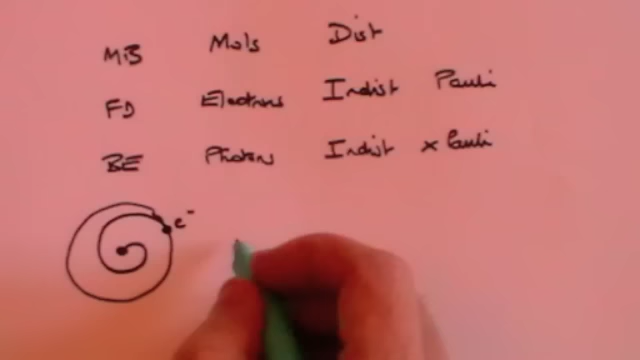 MB Mols Dist
FD Electrons Indist Pauli
BE Photons Indist x Pauli
e-